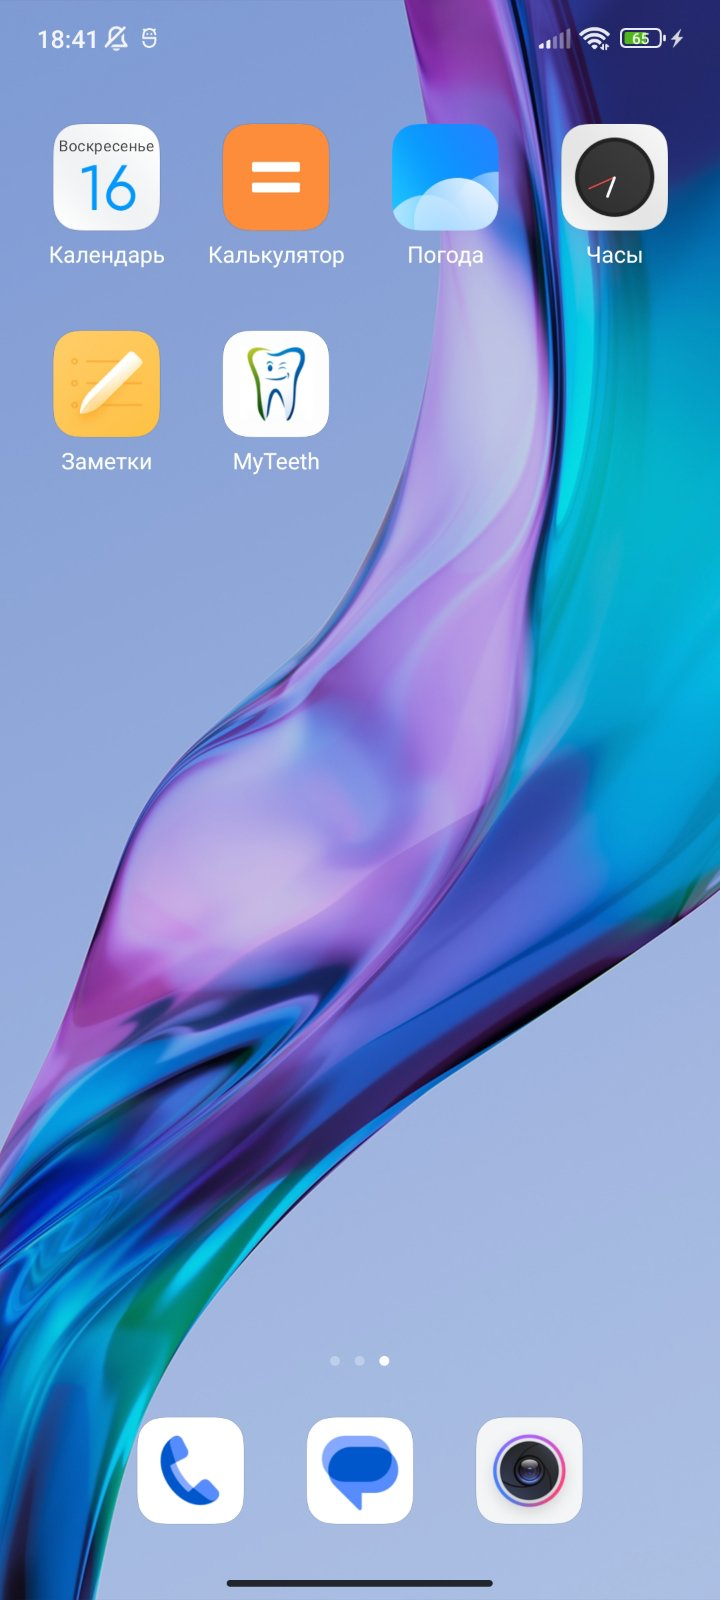 18:41
65
Воскресенье
16
Календарь
Калькулятор
Погода
Часы
Заметки
MyTeeth